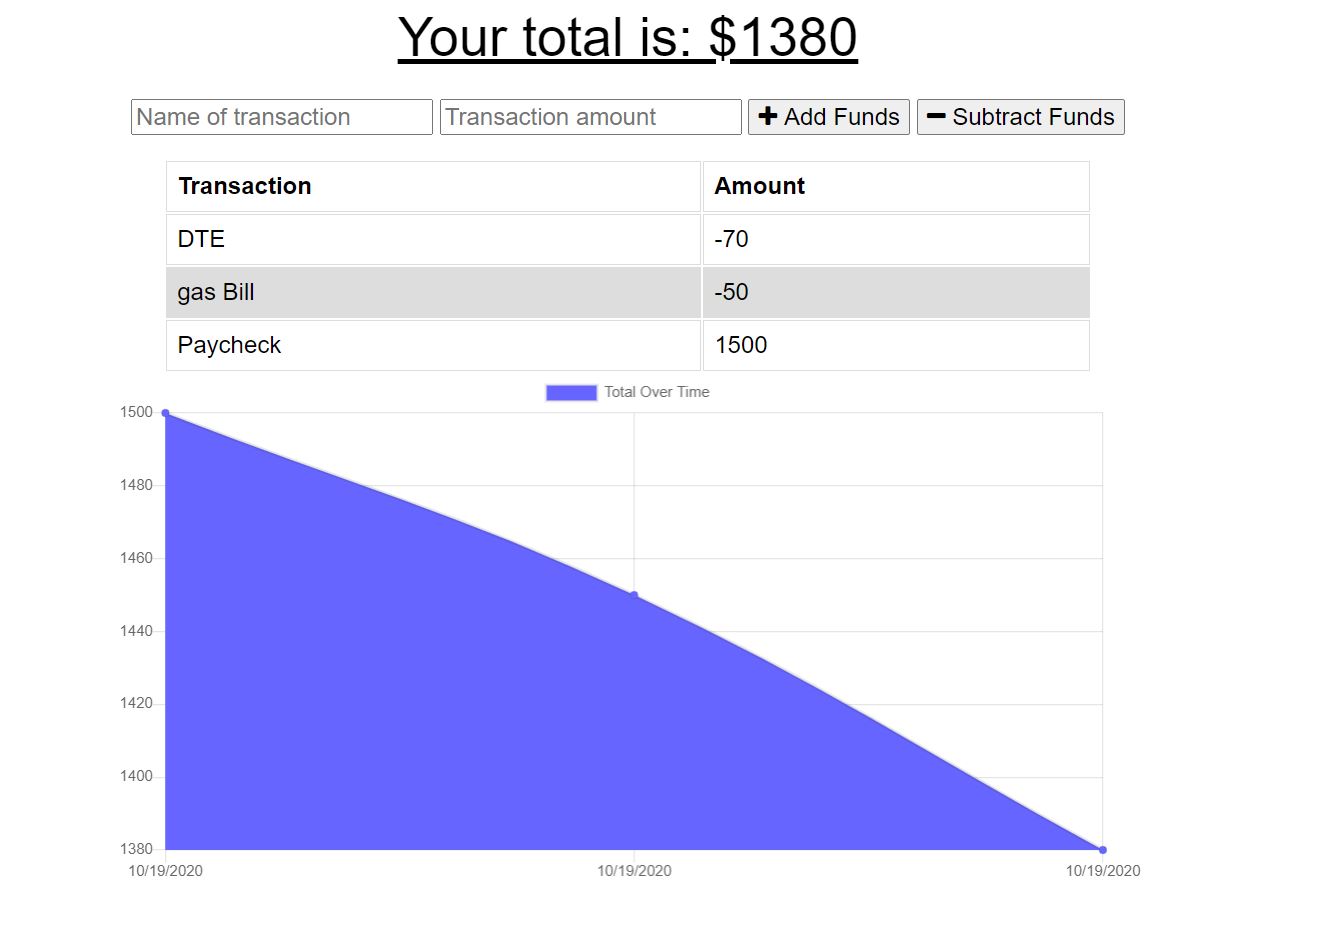 Your total is: $1380
Name of transaction Transaction amount Add Funds Subtract Funds
Transaction Amount
DTE -70
gas Bill -50
Paycheck 1500
Total Over Time
1500
1480
1460
1440
1420
1400
1380
10/19/2020 10/19/2020 10/19/2020